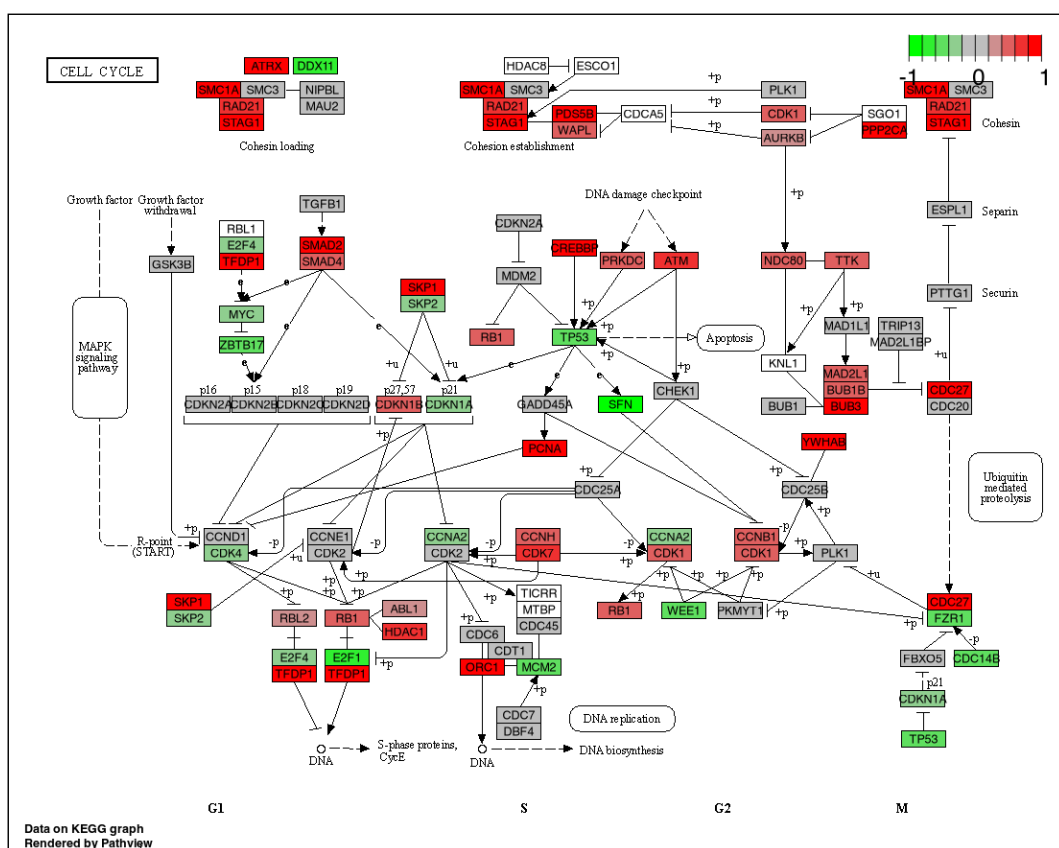 CELL CYCLE
ATRX
DDX11
SMC1A
SMC3
NIPBL
RAD21
MAU2
STAG1
Cohesin loading
HDAC8
ESCO1
+p
SMC1A
SMC3
PLK1
RAD21
PDS5B
CDCA5
+p
CDK1
STAG1
WAPL
+p
AURKB
SGO1
PPP2CA
Cohesion establishment
-1
0
1
SMC1A
SMC3
RAD21
STAG1
Cohesin
Growth factor
Growth factor
withdrawal
TGFB1
RBL1
E2F4
TFDP1
GSK3B
SMAD2
SMAD4
e
e
e
MYC
ZBTB17
e
MAPK
signaling
pathway
SKP1
SKP2
+u
+u
DNA damage checkpoint
CDKN2A
CREBBP
PRKDC
ATM
MDM2
RB1
+p
+p
+p
TP53
+p
Apoptosis
e
e
+p
NDC80
TTK
+p
+p
MAD1L1
TRIP13
MAD2L1BP
KNL1
MAD2L1
BUB1B
BUB1
BUB3
ESPL1
Separin
PTTG1
Securin
+u
CDC27
CDC20
p16
p15
p18
p19
p27,57
p21
CDKN2A
CDKN2B
CDKN2C
CDKN2D
CDKN1B
CDKN1A
GADD45A
SFN
+p
CHEK1
+p
PCNA
+p
+p
YWHAB
CDC25A
CDC25B
Ubiquitin
mediated
proteolysis
R-point
(START)
+p
CCND1
CDK4
-p
+u
CCNE1
CDK2
-p
CCNA2
CDK2
-p
+p
CCNH
CDK7
-p
+p
CCNA2
CDK1
CCNB1
CDK1
-p
+p
+p
PLK1
+u
+p
+p
+p
+p
+p
+p
+p
+p
+p
+p
SKP1
SKP2
RBL2
RB1
ABL1
HDAC1
E2F4
TFDP1
E2F1
TFDP1
+p
TICRR
MTBP
CDC45
CDC6
CDT1
ORC1
MCM2
+p
CDC7
DBF4
RB1
WEE1
PKMYT1
CDC27
FZR1
-p
FBXO5
CDC14B
p21
CDKN1A
TP53
DNA replication
DNA
S-phase proteins,
CycE
DNA
DNA biosynthesis
G1
S
G2
M
Data on KEGG graph
Rendered by Pathview